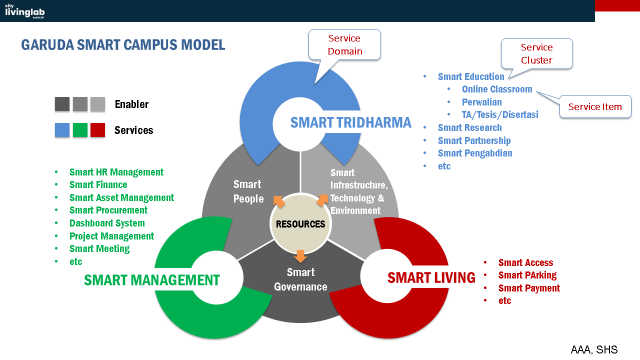 city
livinglab
GARUDA SMART CAMPUS MODEL
Service
Domain
Service
Cluster
Service Item
Enabler
Services
SMART TRIDHARMA
• Smart Education
• Online Classroom
• Perwalian
• TA/Tesis/Disertasi
• Smart Research
• Smart Partnership
• Smart Pengabdian
• etc
• Smart HR Management
• Smart Finance
• Smart Asset Management
• Smart Procurement
• Dashboard System
• Project Management
• Smart Meeting
• etc
Smart
People
Smart
Infrastructure,
Technology &
Environment
RESOURCES
Smart
Governance
SMART MANAGEMENT
SMART LIVING
• Smart Access
• Smart PArking
• Smart Payment
• etc
AAA, SHS